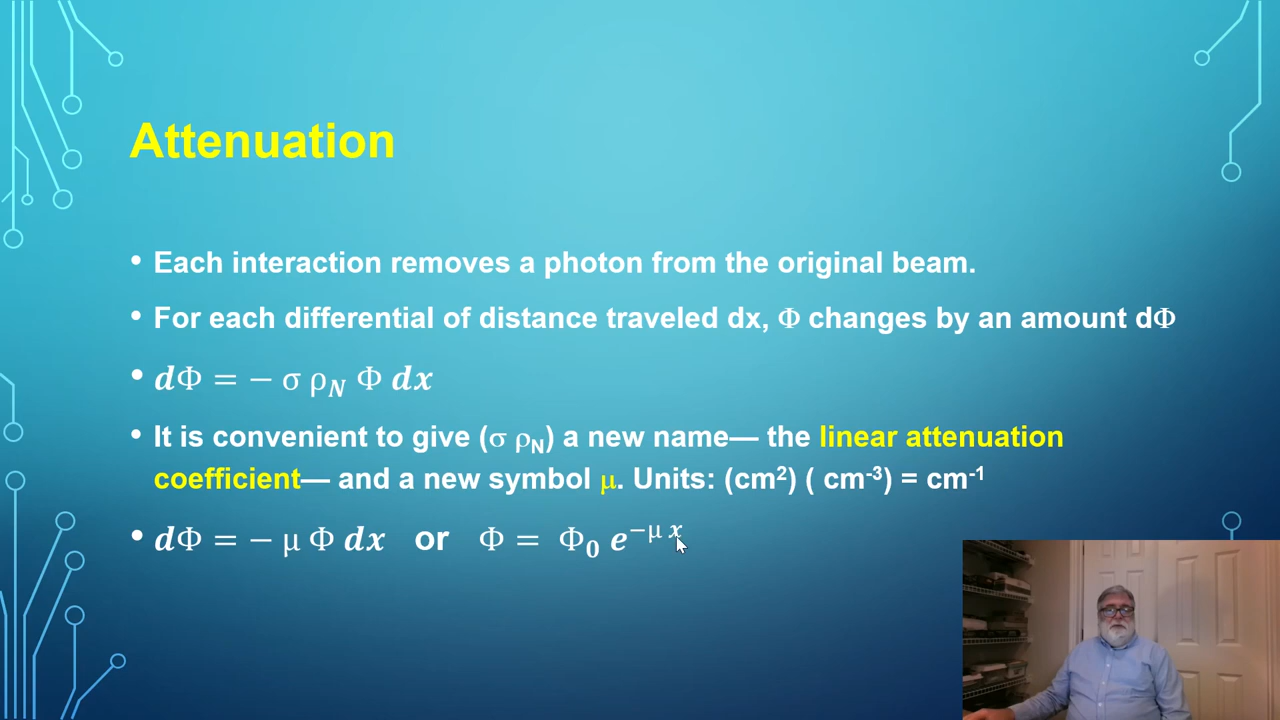 Attenuation
• Each interaction removes a photon from the original beam.
• For each differential of distance traveled dx, Φ changes by an amount dΦ
• dΦ = − σ ρ_N Φ dx
• It is convenient to give (σ ρ_N) a new name— the linear attenuation
coefficient— and a new symbol μ. Units: (cm²) ( cm⁻³) = cm⁻¹
• dΦ = − μ Φ dx or Φ = Φ₀ e^{−μ x}